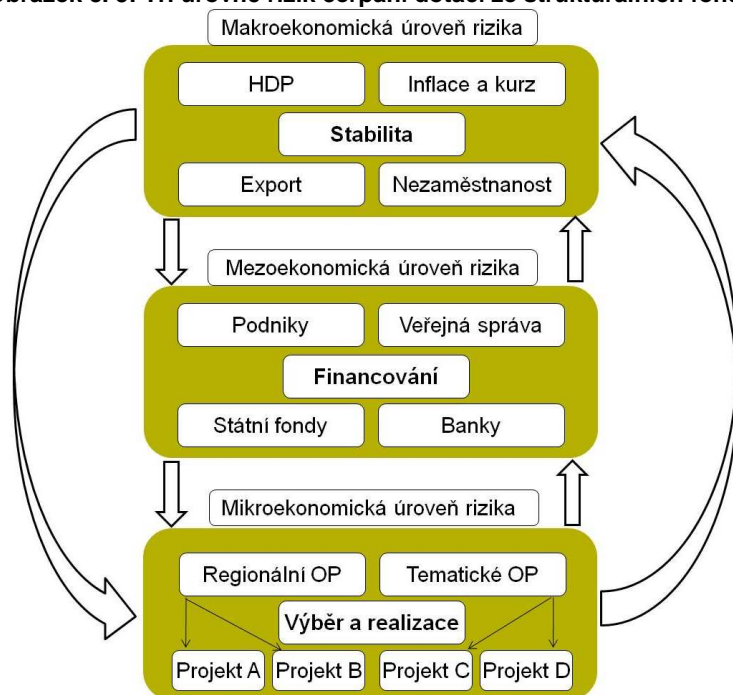 Makroekonomická úroveň rizika
HDP
Inflace a kurz
Stabilita
Export
Nezaměstnanost
Mezoekonomická úroveň rizika
Podniky
Veřejná správa
Financování
Státní fondy
Banky
Mikroekonomická úroveň rizika
Regionální OP
Tematické OP
Výběr a realizace
Projekt A
Projekt B
Projekt C
Projekt D